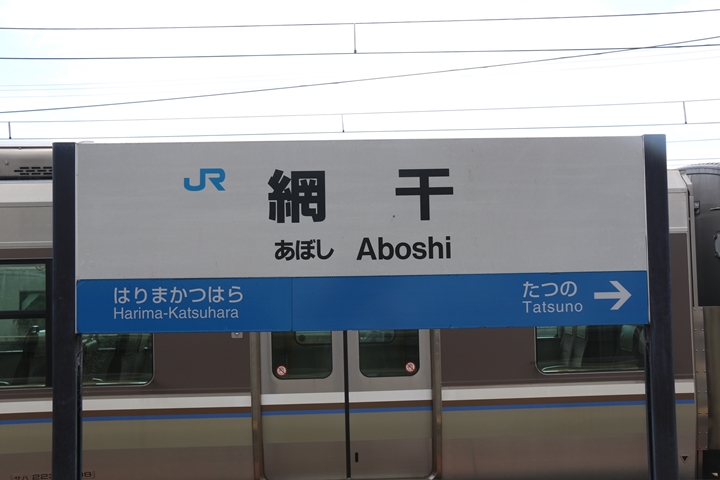 JR 網干
あぼし Aboshi
はりまかつはら たつの →
Harima-Katsuhara Tatsuno